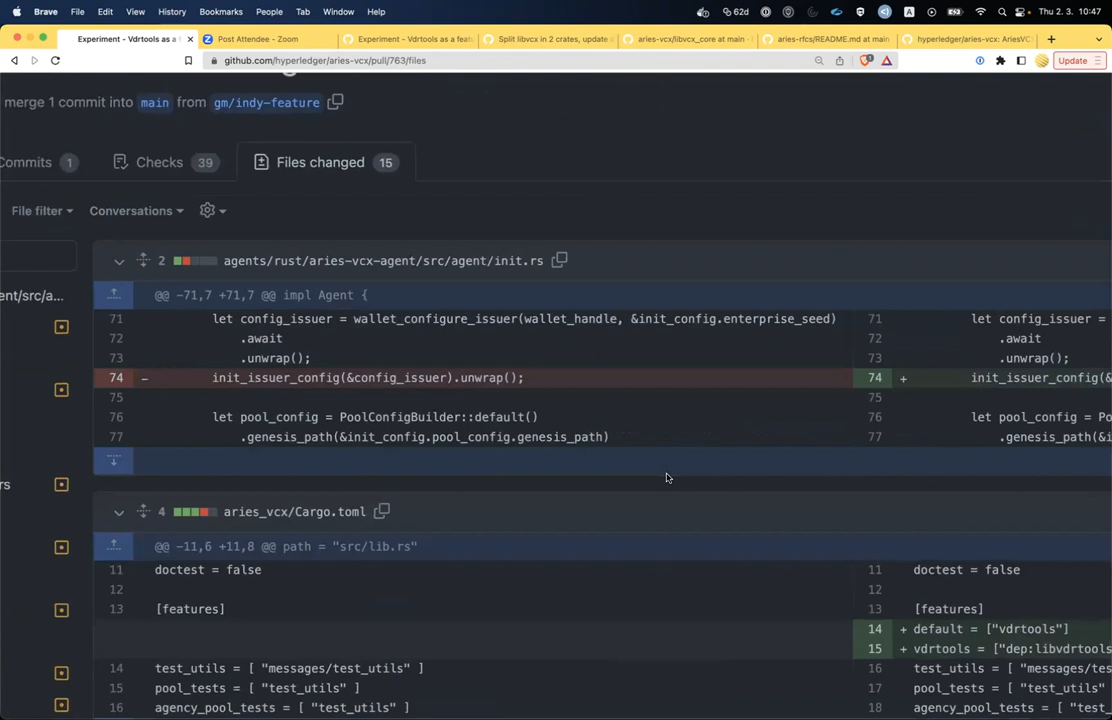 Brave File Edit View History Bookmarks People Tab Window Help 62d A Thu 2. 3. 10:47
Experiment - Vdrtools as a f Post Attendee - Zoom Experiment - Vdrtools as a feat Split libvcx in 2 crates, update a aries-vcx/libvcx_core at main · aries-rfcs/README.md at main hyperledger/aries-vcx: AriesVC
github.com/hyperledger/aries-vcx/pull/763/files Update
merge 1 commit into main from gm/indy-feature
Commits 1 Checks 39 Files changed 15
File filter Conversations
2 agents/rust/aries-vcx-agent/src/agent/init.rs
ent/src/a...
@@ -71,7 +71,7 @@ impl Agent {
71 let config_issuer = wallet_configure_issuer(wallet_handle, &init_config.enterprise_seed) 71 let config_issuer =
72 .await 72 .await
73 .unwrap(); 73 .unwrap();
74 - init_issuer_config(&config_issuer).unwrap(); 74 + init_issuer_config(&
75 75
76 let pool_config = PoolConfigBuilder::default() 76 let pool_config = Po
77 .genesis_path(&init_config.pool_config.genesis_path) 77 .genesis_path(&i
rs
4 aries_vcx/Cargo.toml
@@ -11,6 +11,8 @@ path = "src/lib.rs"
11 doctest = false 11 doctest = false
12 12
13 [features] 13 [features]
14 + default = ["vdrtools"]
15 + vdrtools = ["dep:libvdrtools
14 test_utils = [ "messages/test_utils" ] 16 test_utils = [ "mess
15 pool_tests = [ "test_utils" ] 17 pool_tests = [ "test
16 agency_pool_tests = [ "test_utils" ] 18 agency_pool_tests = [